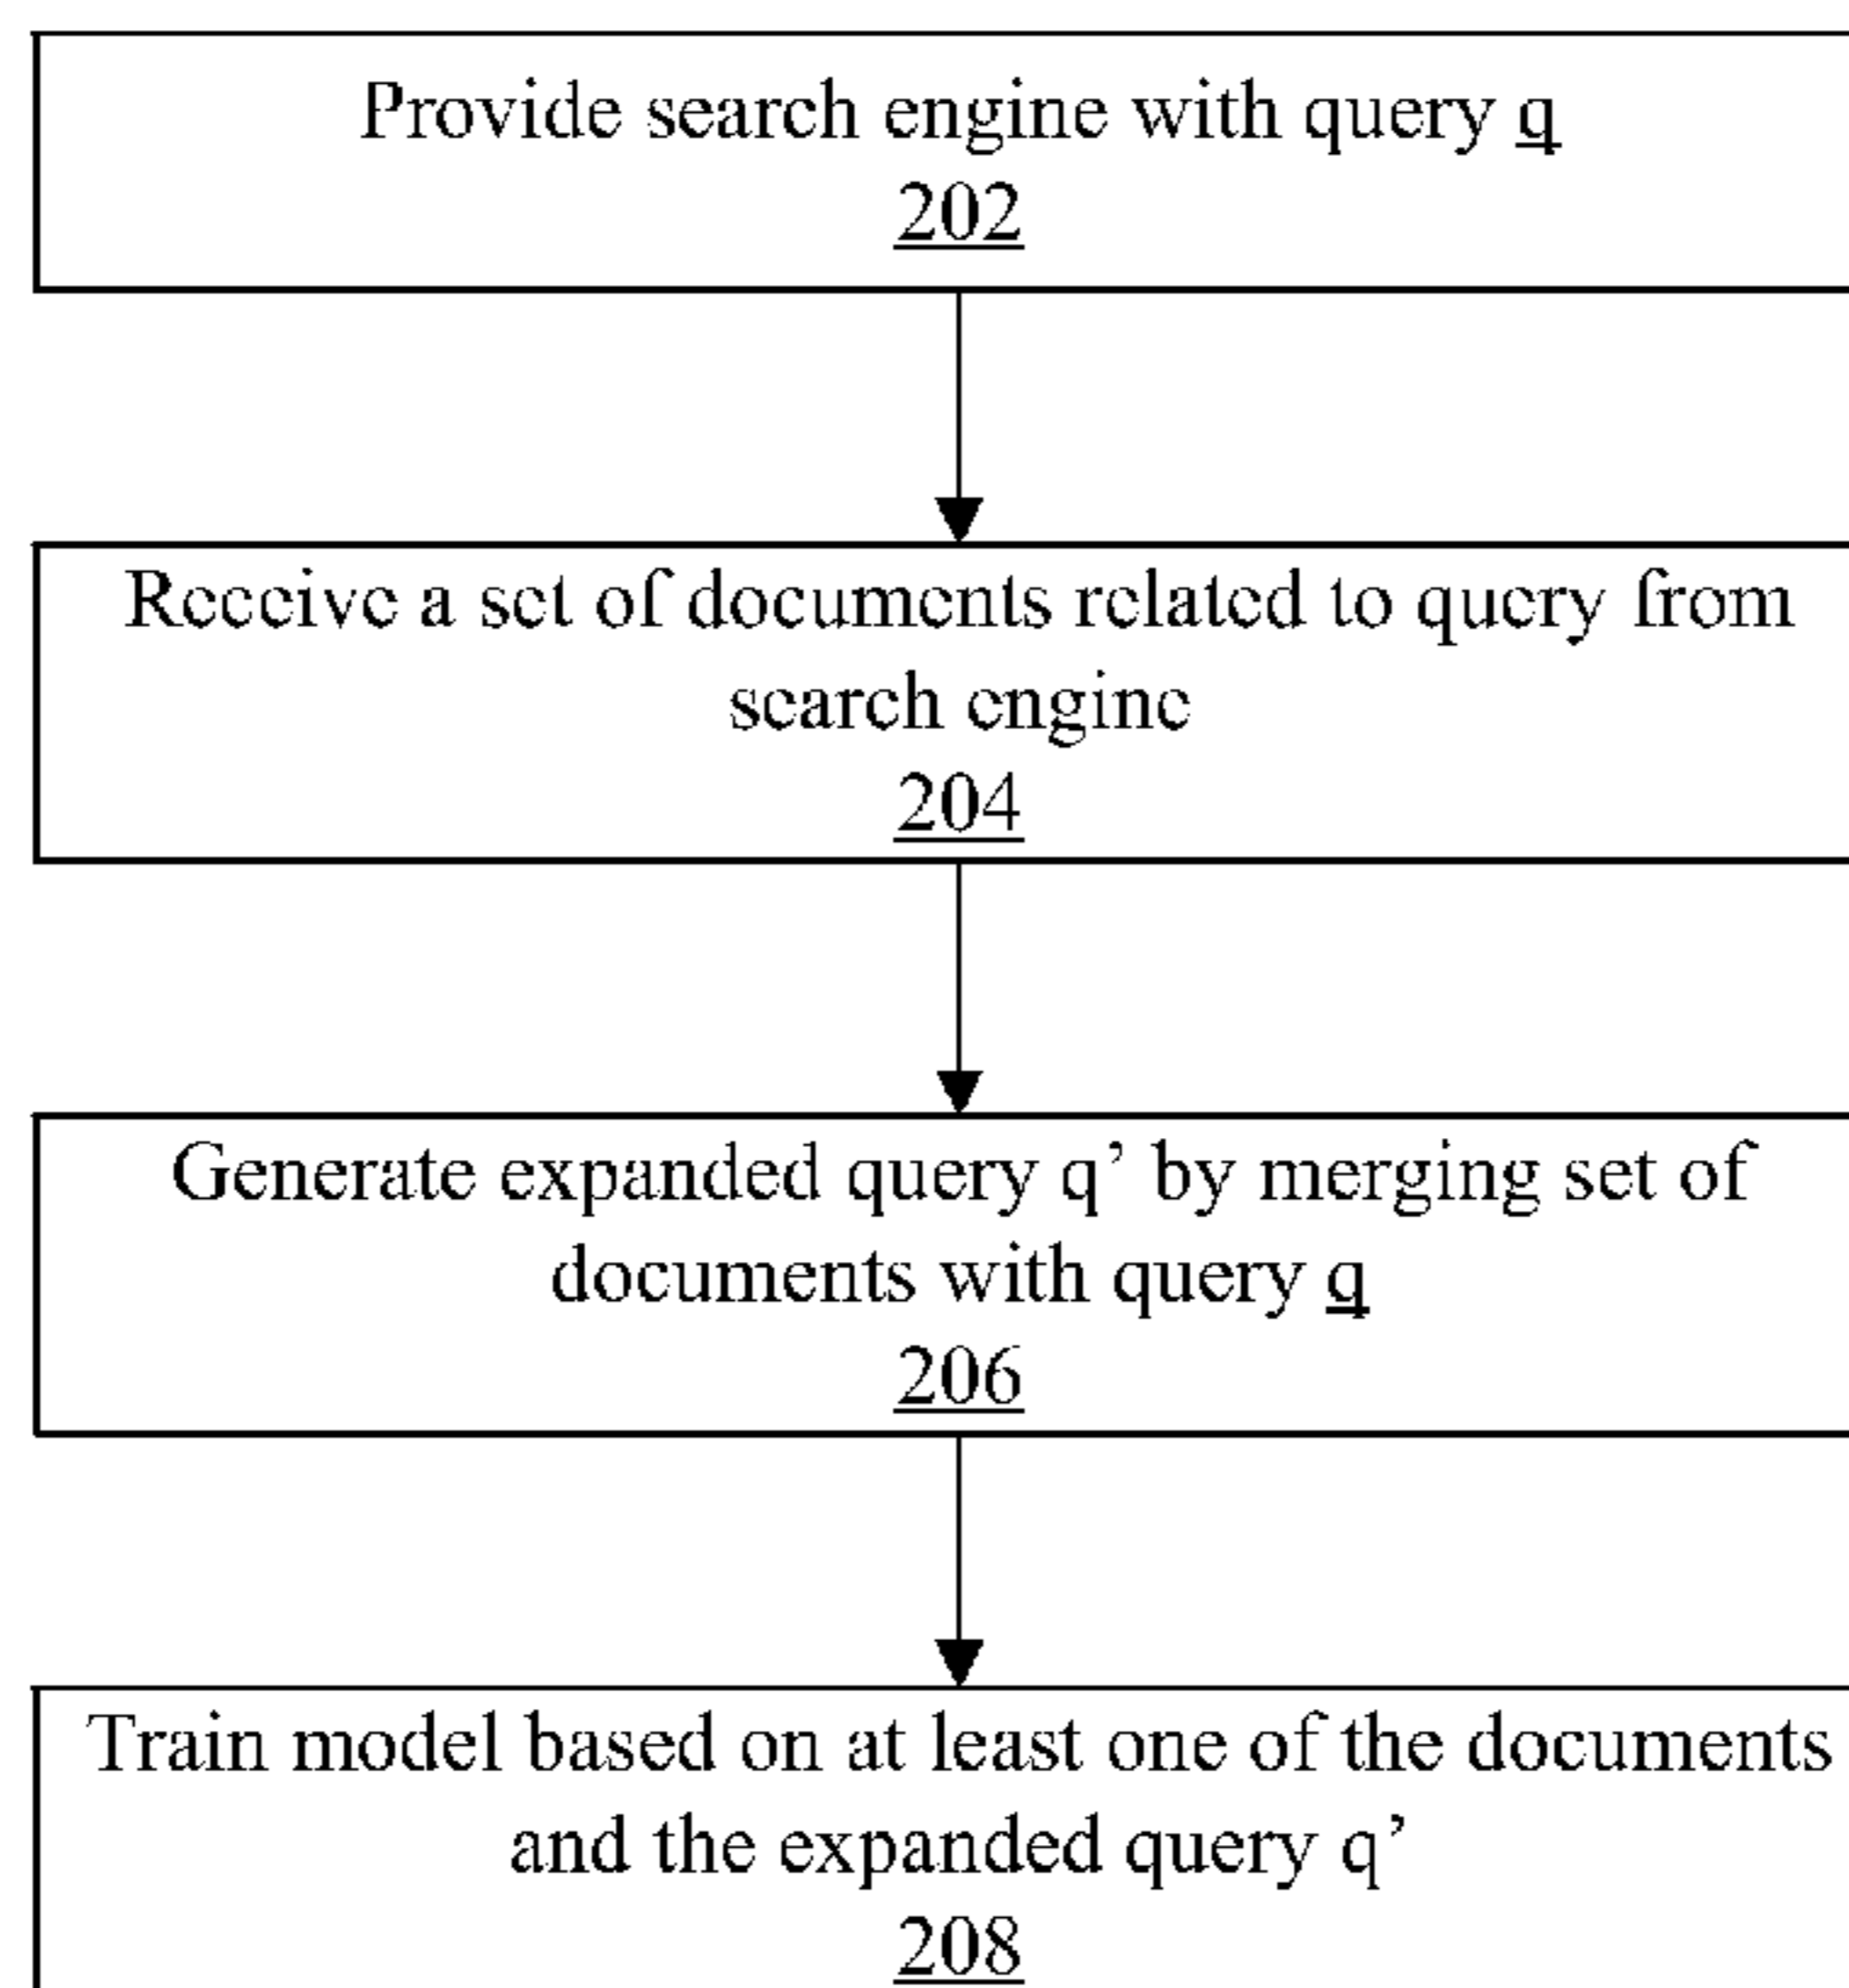 Provide search engine with query q
202
Receive a set of documents related to query from
search engine
204
Generate expanded query q’ by merging set of
documents with query q
206
Train model based on at least one of the documents
and the expanded query q’
208